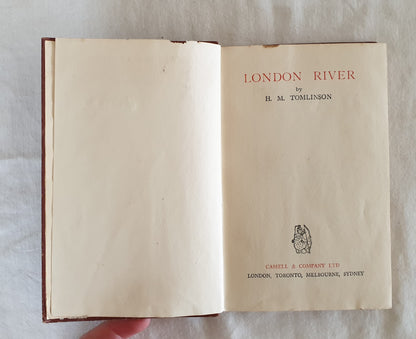 LONDON RIVER
by
H. M. TOMLINSON
CASSELL & COMPANY LTD
LONDON, TORONTO, MELBOURNE, SYDNEY